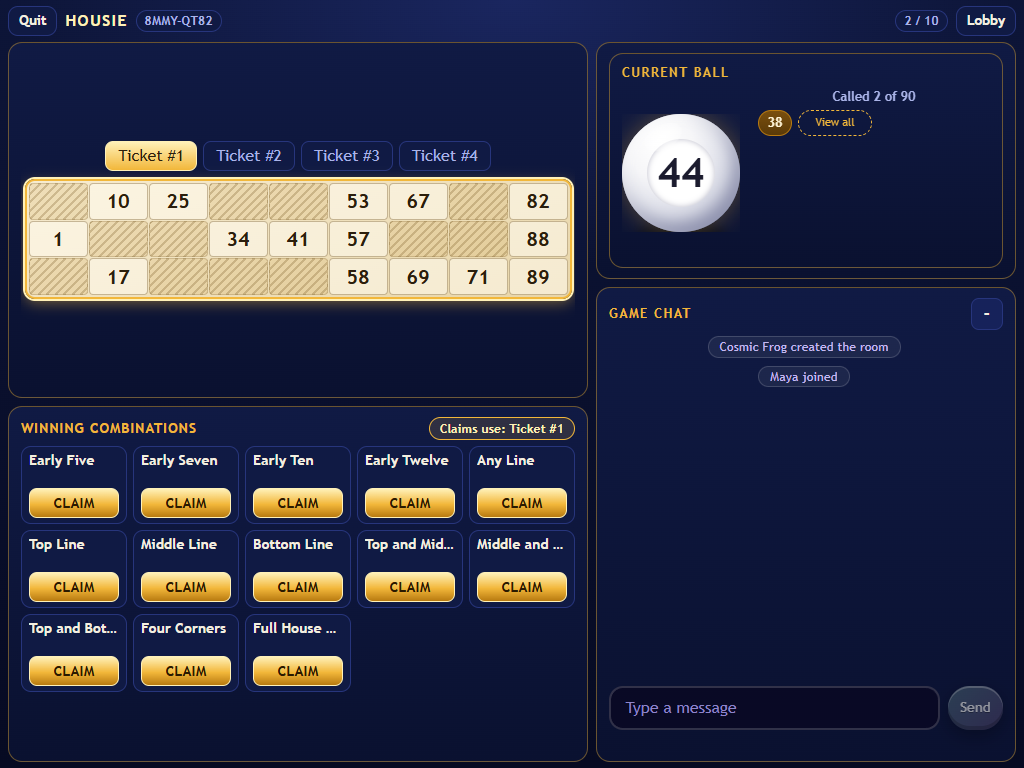 Quit HOUSIE 8MMY-QT82
2 / 10 Lobby
Ticket #1 Ticket #2 Ticket #3 Ticket #4
10 25 53 67 82
1 34 41 57 88
17 58 69 71 89
WINNING COMBINATIONS Claims use: Ticket #1
Early Five Early Seven Early Ten Early Twelve Any Line
CLAIM CLAIM CLAIM CLAIM CLAIM
Top Line Middle Line Bottom Line Top and Mid... Middle and ...
CLAIM CLAIM CLAIM CLAIM CLAIM
Top and Bot... Four Corners Full House ...
CLAIM CLAIM CLAIM
CURRENT BALL
Called 2 of 90
38 View all
44
GAME CHAT -
Cosmic Frog created the room
Maya joined
Type a message Send